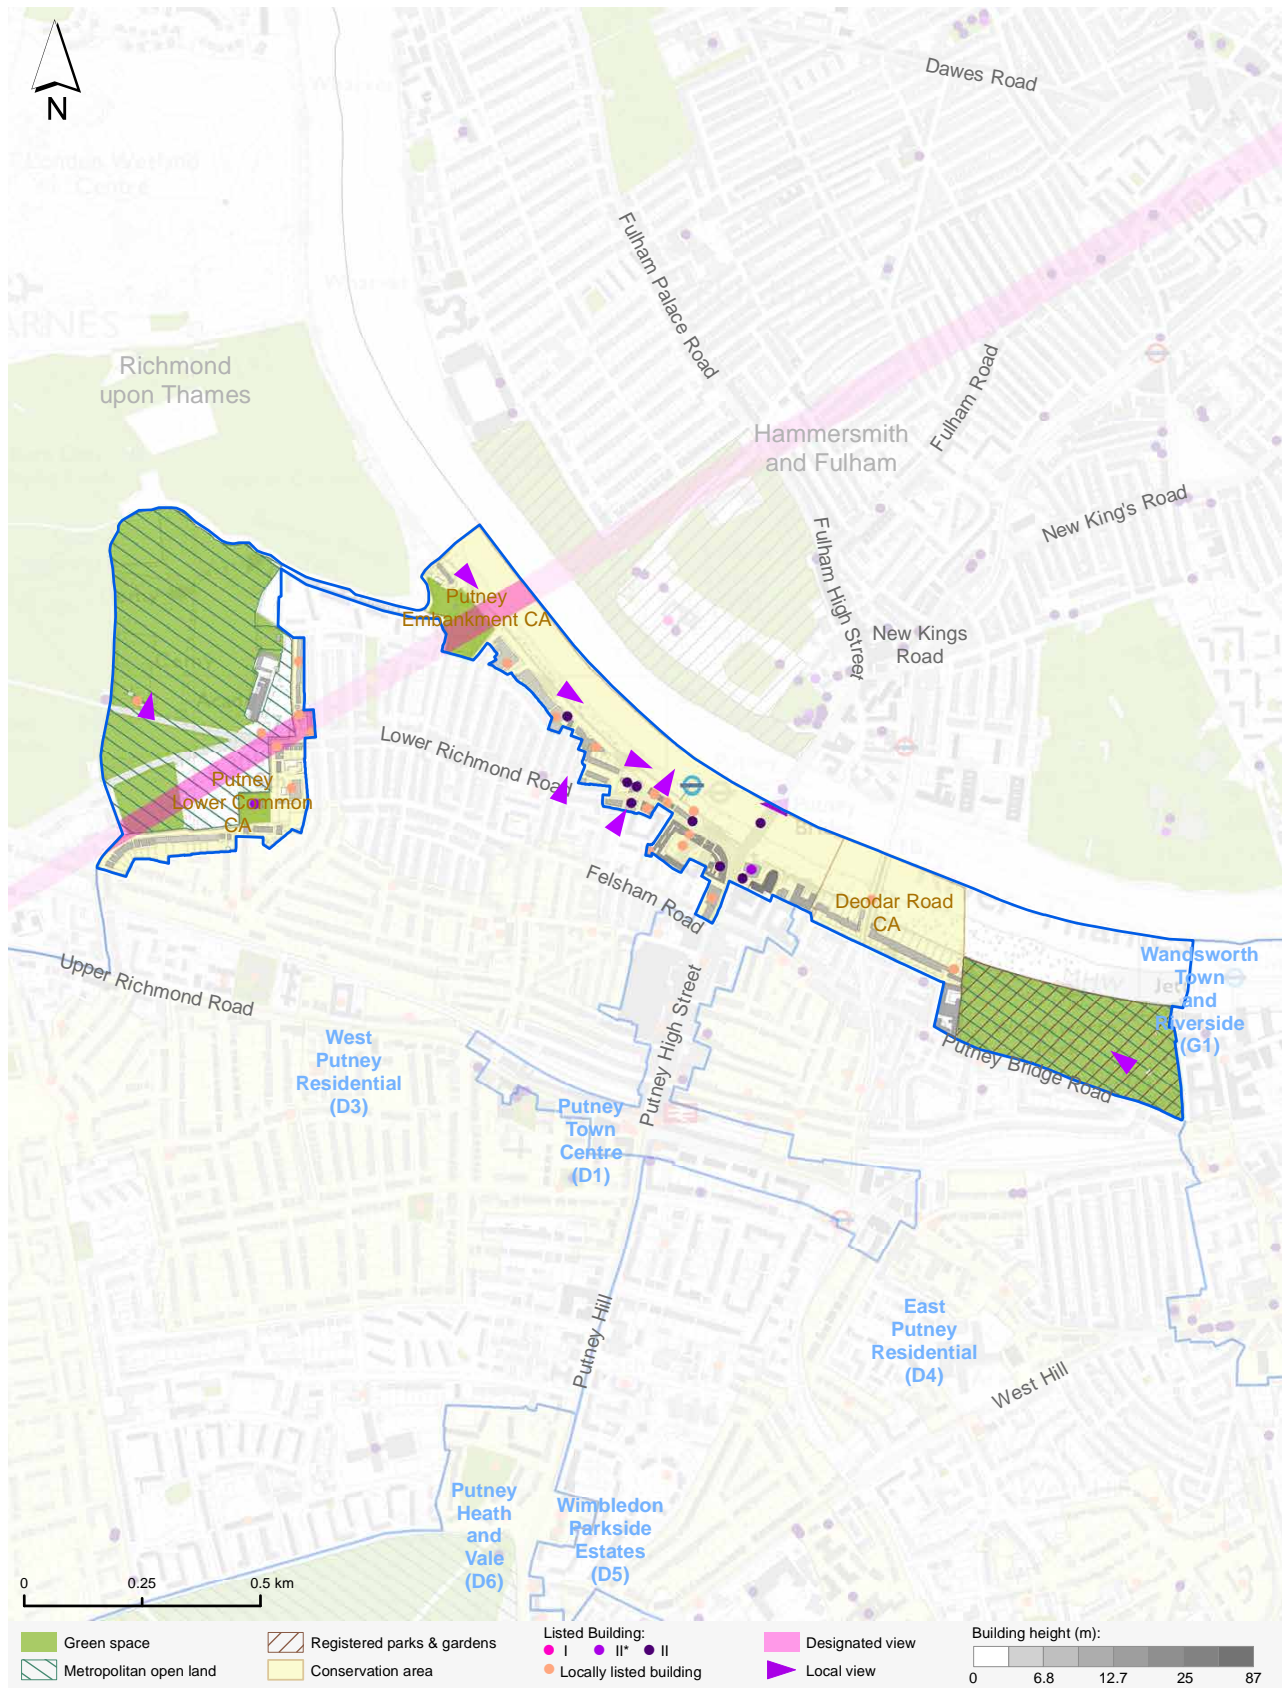 N
Dawes Road
London Wetland
Centre
Fulham Palace Road
Richmond
upon Thames
Fulham Road
Hammersmith
and Fulham
New King's Road
Fulham High Street
Putney
Embankment CA
New Kings
Road
Lower Richmond Road
Putney
Lower Common
CA
Felsham Road
Deodar Road
CA
Upper Richmond Road
Putney High Street
Wandsworth
Town
and
Riverside
(G1)
West
Putney
Residential
(D3)
Putney Bridge Road
Putney
Town
Centre
(D1)
Putney Hill
East
Putney
Residential
(D4)
West Hill
Putney
Heath
and
Vale
(D6)
Wimbledon
Parkside
Estates
(D5)
0 0.25 0.5 km
Green space
Metropolitan open land
Registered parks & gardens
Conservation area
Listed Building:
I II* II
Locally listed building
Designated view
Local view
Building height (m):
0 6.8 12.7 25 87